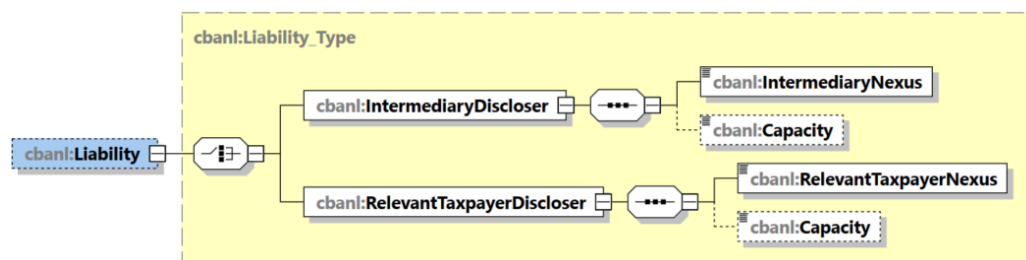 cbanl:Liability_Type
cbanl:IntermediaryNexus
cbanl:IntermediaryDiscloser
cbanl:Capacity
cbanl:Liability
cbanl:RelevantTaxpayerNexus
cbanl:RelevantTaxpayerDiscloser
cbanl:Capacity